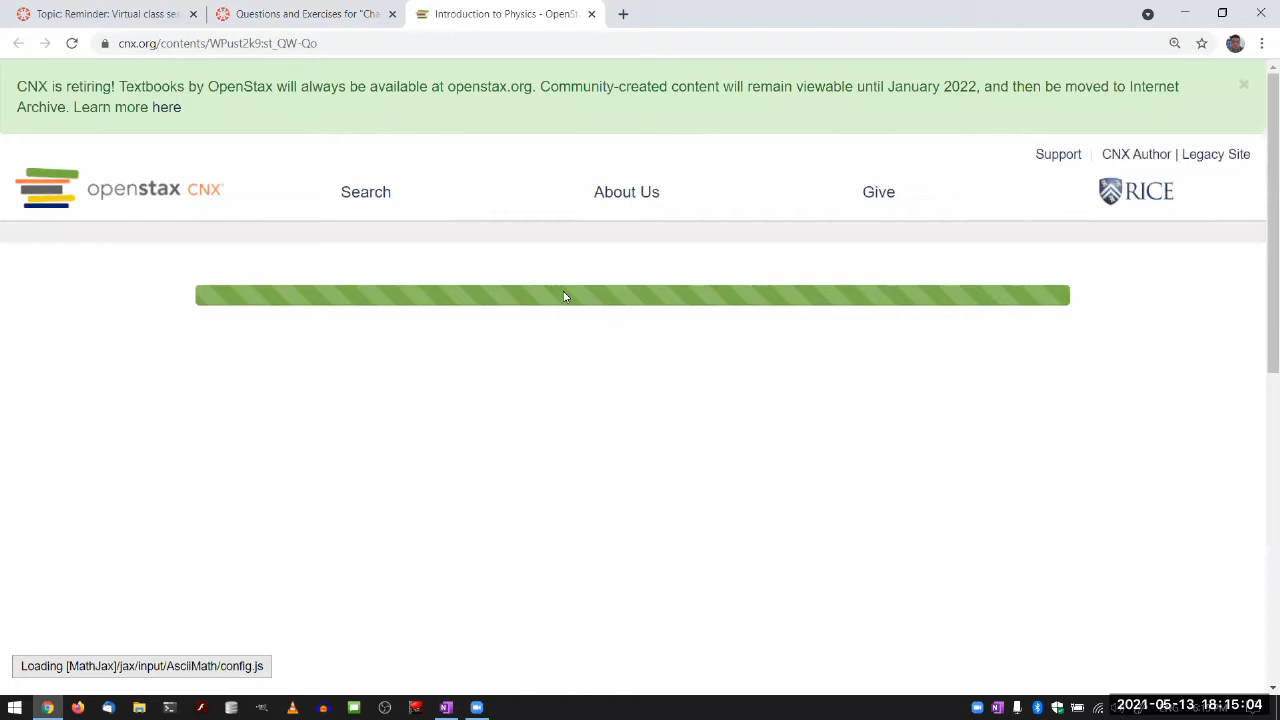 Topic: Reminder: Virtual class ses
Questions and Exercises for "Cha
Introduction to Physics - OpenSt
cnx.org/contents/WPust2k9:st_QW-Qo
CNX is retiring! Textbooks by OpenStax will always be available at openstax.org. Community-created content will remain viewable until January 2022, and then be moved to Internet
Archive. Learn more here
Support | CNX Author | Legacy Site
openstax CNX
Search
About Us
Give
RICE
Loading [MathJax]/jax/input/AsciiMath/config.js
2021-05-13 18:15:04